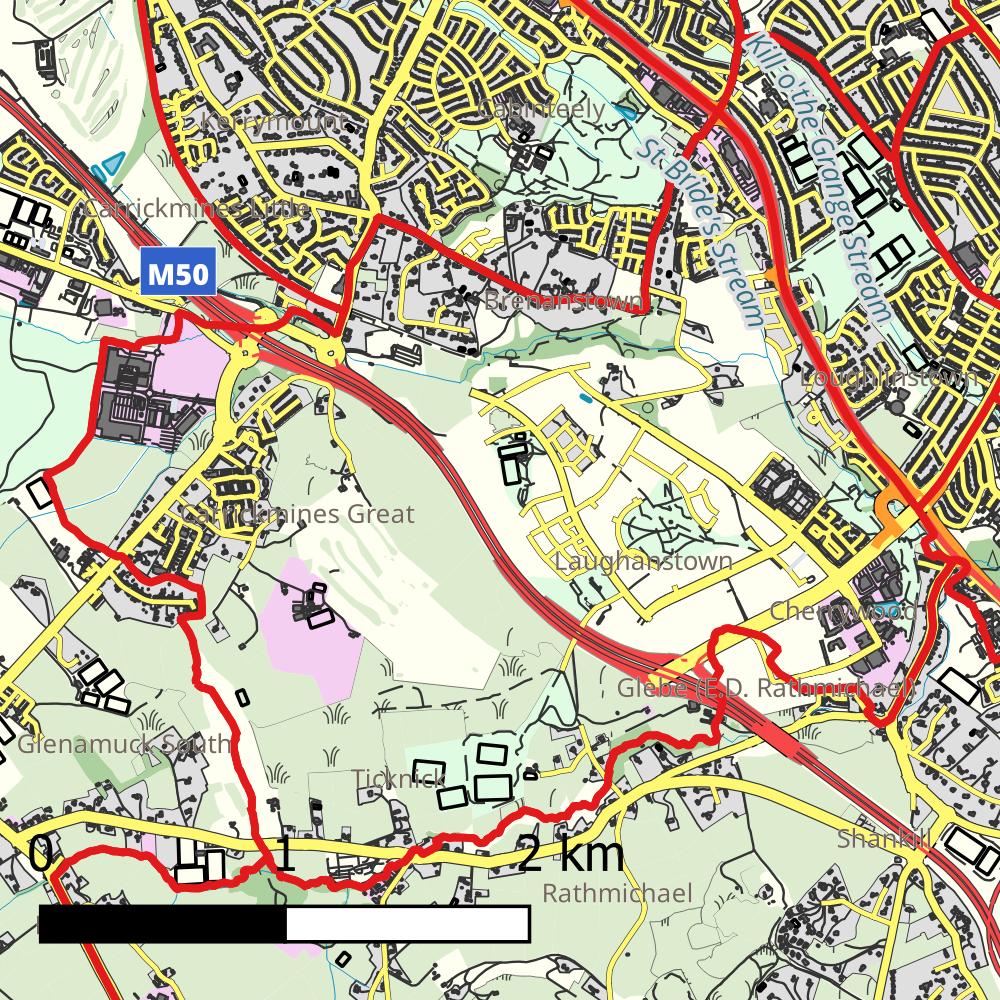 Kill-othe-Grange Stream
Cabinteely
Kerrymount
St. Bride's Stream
Carrickmines Little
M50
Brenanstown
Loughlinstown
Carrickmines Great
Laughanstown
Cherrywood
Glebe (E.D. Rathmichael)
Glenamuck South
Ticknick
Shankill
0 1 2 km
Rathmichael